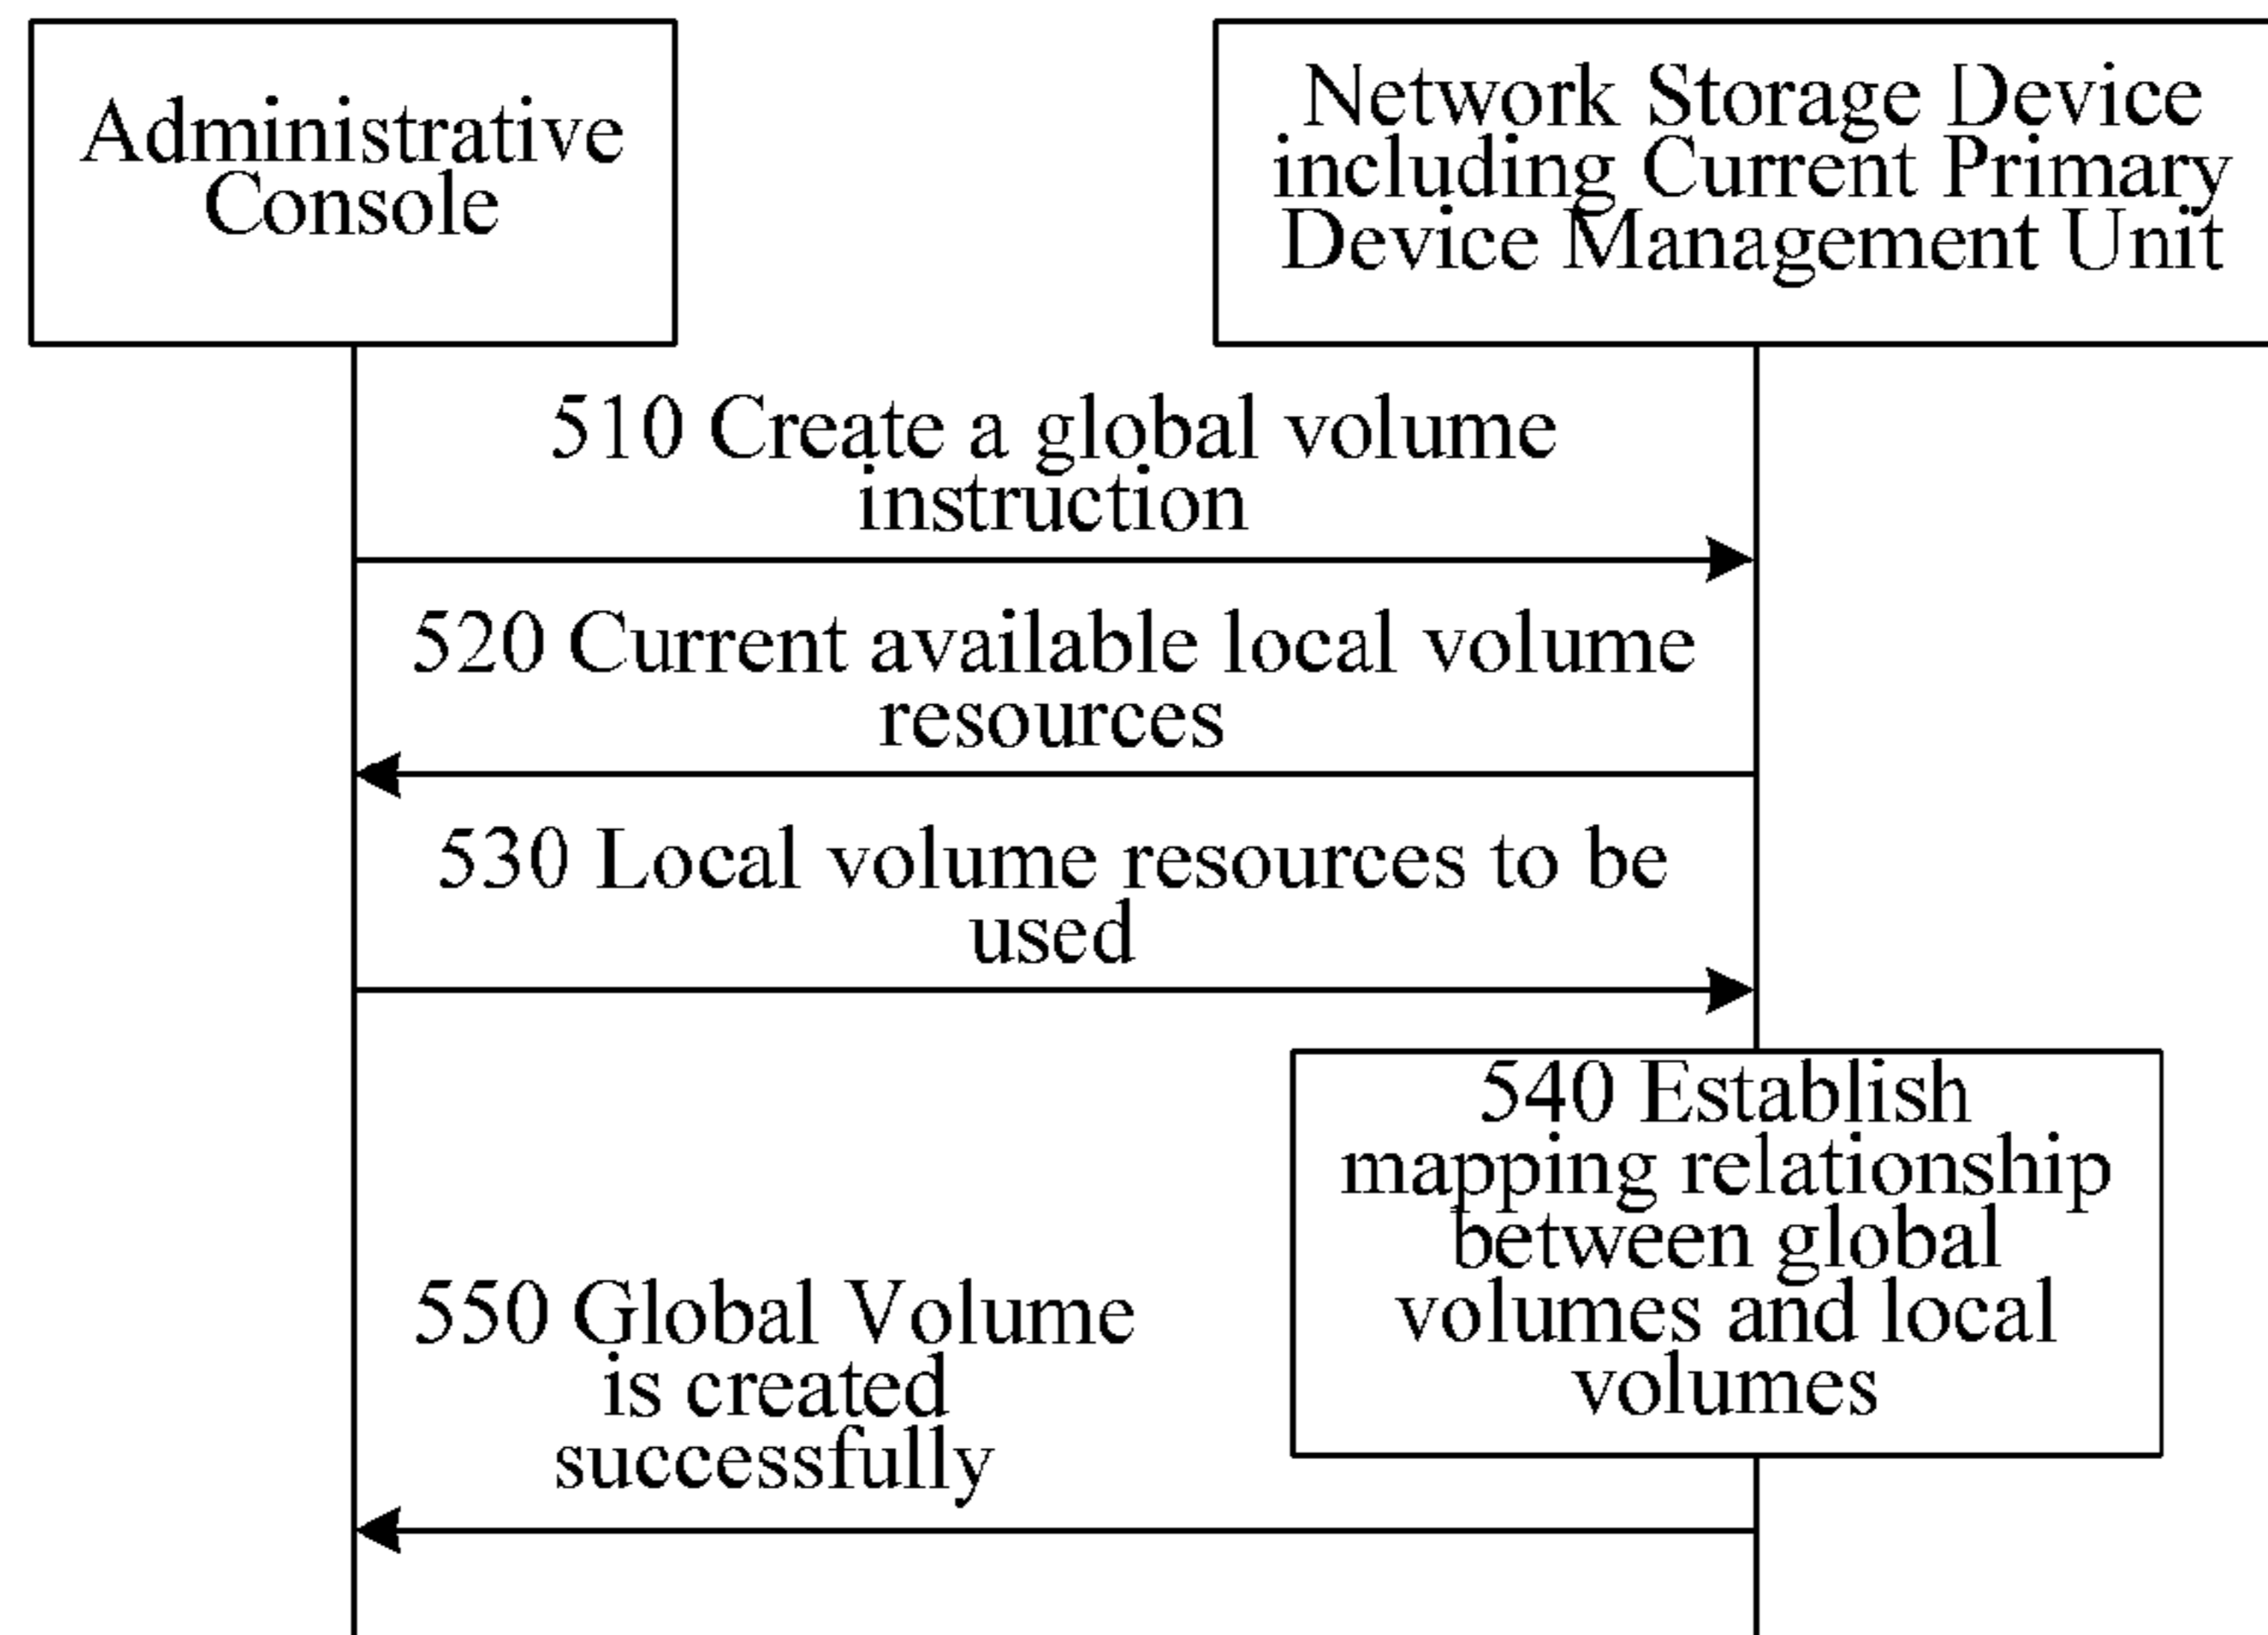 Administrative
Console
Network Storage Device
including Current Primary
Device Management Unit
510 Create a global volume
instruction
520 Current available local volume
resources
530 Local volume resources to be
used
540 Establish
mapping relationship
between global
volumes and local
volumes
550 Global Volume
is created
successfully